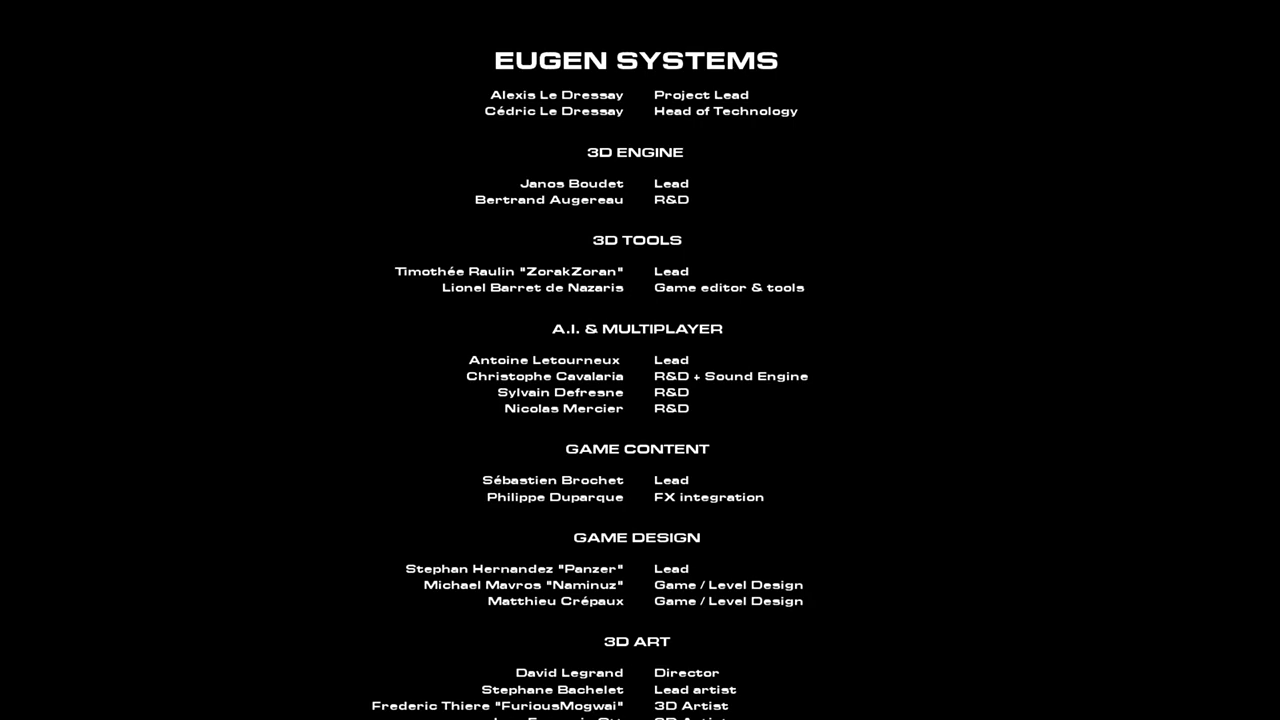 EUGEN SYSTEMS
Alexis Le Dressay Project Lead
Cédric Le Dressay Head of Technology
3D ENGINE
Janos Boudet Lead
Bertrand Augereau R&D
3D TOOLS
Timothée Raulin "ZorakZoran" Lead
Lionel Barret de Nazaris Game editor & tools
A.I. & MULTIPLAYER
Antoine Letourneux Lead
Christophe Cavalaria R&D + Sound Engine
Sylvain Defresne R&D
Nicolas Mercier R&D
GAME CONTENT
Sébastien Brochet Lead
Philippe Duparque FX integration
GAME DESIGN
Stephan Hernandez "Panzer" Lead
Michael Mavros "Naminuz" Game / Level Design
Matthieu Crépaux Game / Level Design
3D ART
David Legrand Director
Stephane Bachelet Lead artist
Frederic Thiere "FuriousMogwai" 3D Artist